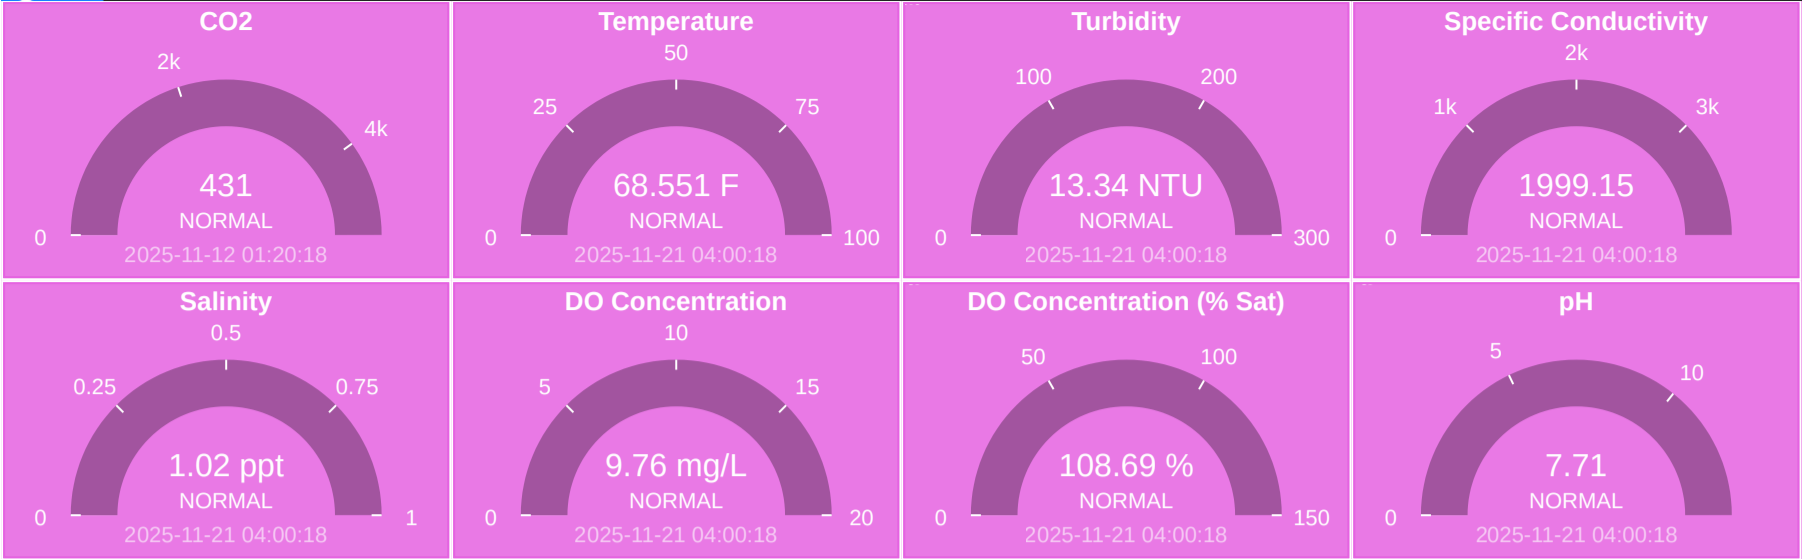 CO2
2k
4k
0
431
NORMAL
2025-11-12 01:20:18
Temperature
50
25
75
0
100
68.551 F
NORMAL
2025-11-21 04:00:18
Turbidity
100
200
0
300
13.34 NTU
NORMAL
2025-11-21 04:00:18
Specific Conductivity
2k
1k
3k
0
1999.15
NORMAL
2025-11-21 04:00:18
Salinity
0.5
0.25
0.75
0
1
1.02 ppt
NORMAL
2025-11-21 04:00:18
DO Concentration
10
5
15
0
20
9.76 mg/L
NORMAL
2025-11-21 04:00:18
DO Concentration (% Sat)
50
100
0
150
108.69 %
NORMAL
2025-11-21 04:00:18
pH
5
10
0
7.71
NORMAL
2025-11-21 04:00:18